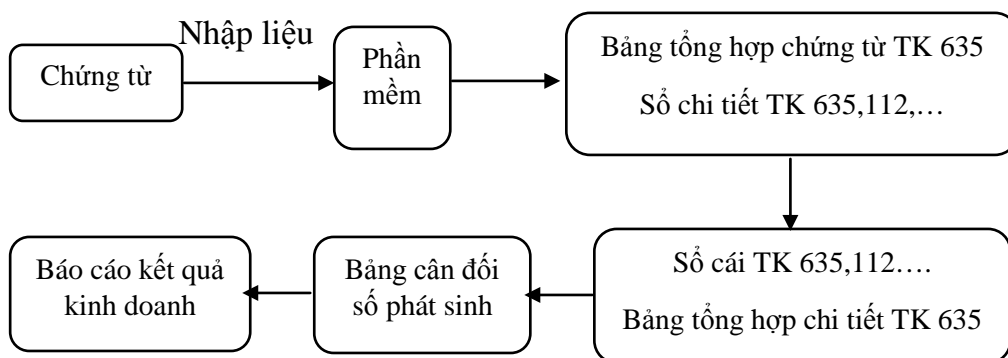 Nhập liệu
Chứng từ
Phần
mềm
Bảng tổng hợp chứng từ TK 635
Sổ chi tiết TK 635,112,…
Sổ cái TK 635,112….
Bảng tổng hợp chi tiết TK 635
Bảng cân đối
số phát sinh
Báo cáo kết quả
kinh doanh